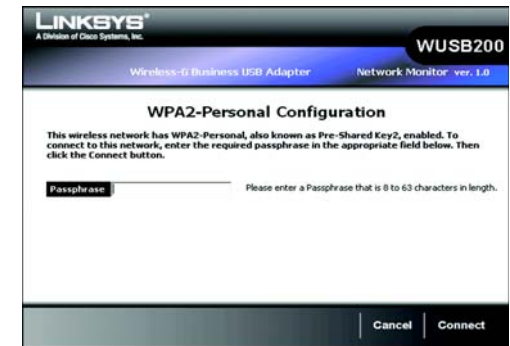 LINKSYS®
A Division of Cisco Systems, Inc.
WUSB200
Wireless-G Business USB Adapter
Network Monitor ver. 1.0
WPA2-Personal Configuration
This wireless network has WPA2-Personal, also known as Pre-Shared Key2, enabled. To
connect to this network, enter the required passphrase in the appropriate field below. Then
click the Connect button.
Passphrase
Please enter a Passphrase that is 8 to 63 characters in length.
Cancel
Connect